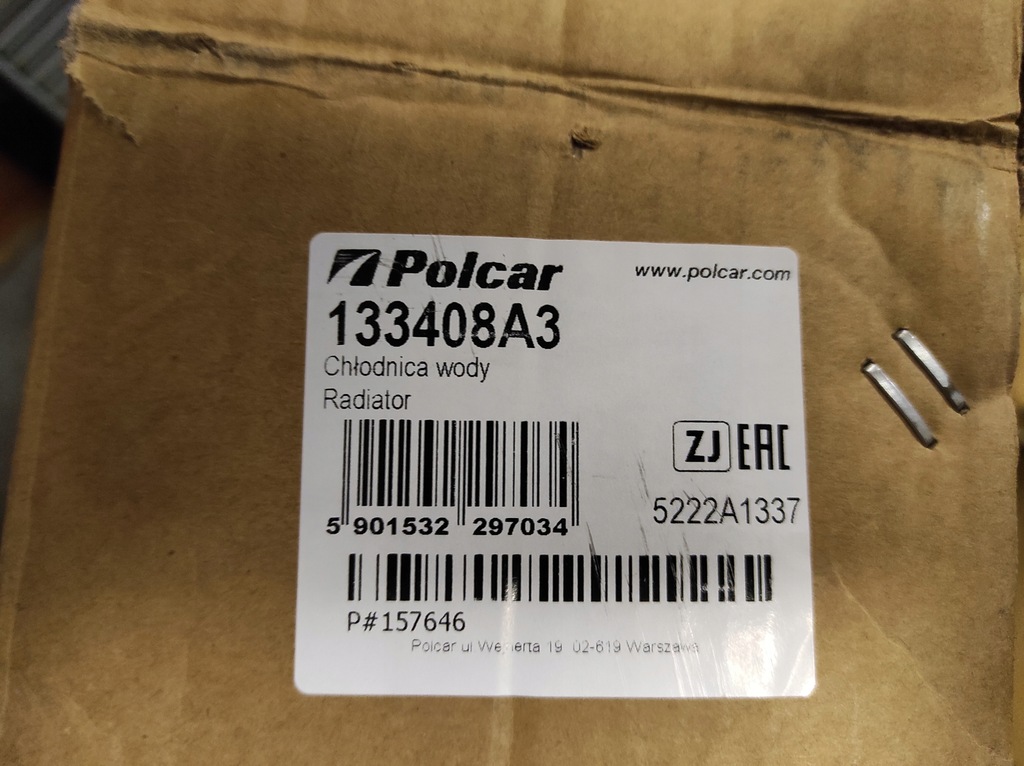 Polcar
www.polcar.com
133408A3
Chłodnica wody
Radiator
ZJ EAC
5222A1337
5 901532 297034
P#157646
Polcar ul 19 02-619 Warszawa